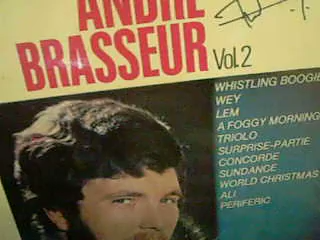 ANDRE
BRASSEUR Vol.2
WHISTLING BOOGIE
WEY
LEM
A FOGGY MORNING
TRIOLO
SURPRISE-PARTIE
CONCORDE
SUNDANCE
WORLD CHRISTMAS
ALI
PERIFERIC